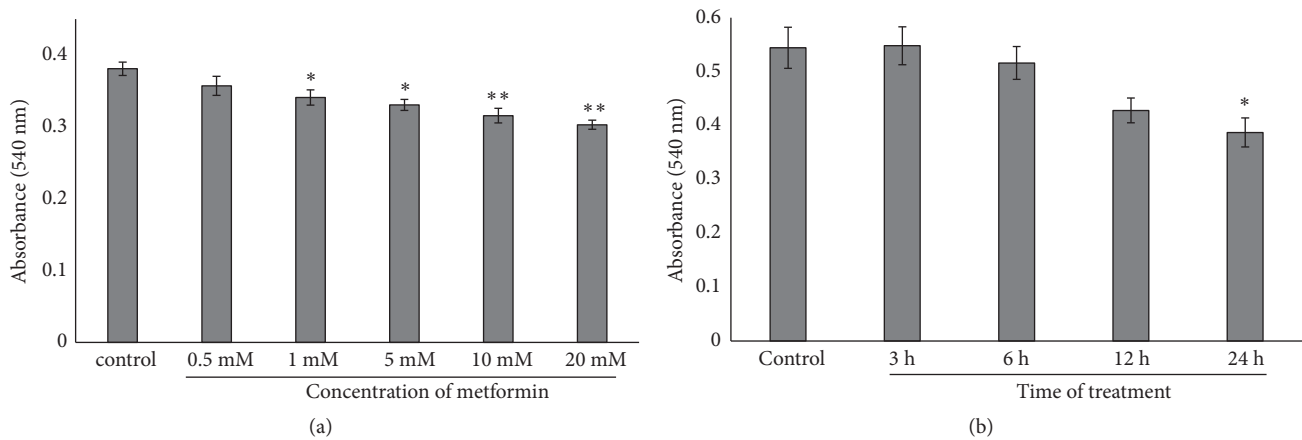 0.4
0.3
0.2
0.1
0
Absorbance (540 nm)
*
*
**
**
control
0.5 mM
1 mM
5 mM
10 mM
20 mM
Concentration of metformin
(a)
0.6
0.5
0.4
0.3
0.2
0.1
0
Absorbance (540 nm)
*
Control
3 h
6 h
12 h
24 h
Time of treatment
(b)